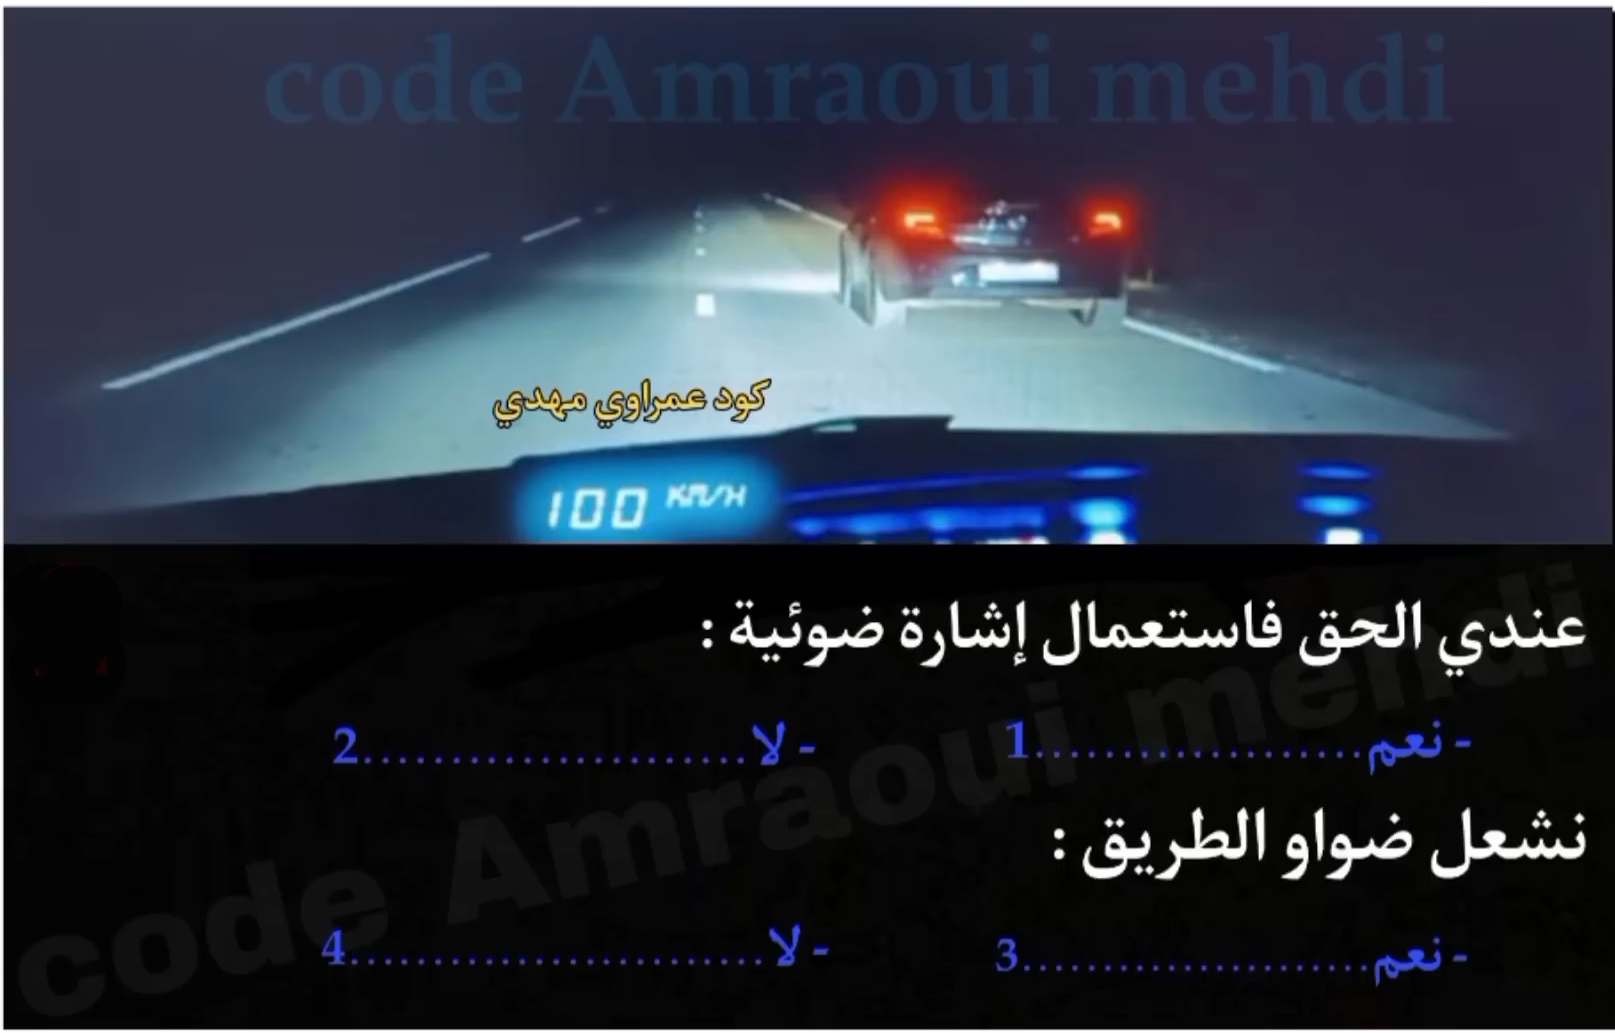 code Amraoui mehdi
كود عمراوي مهدي
100 KM/H
عندي الحق فاستعمال إشارة ضوئية :
- نعم...................1 - لا.......................2
نشعل ضواو الطريق :
- نعم....................3 - لا........................4
code Amraoui mehdi